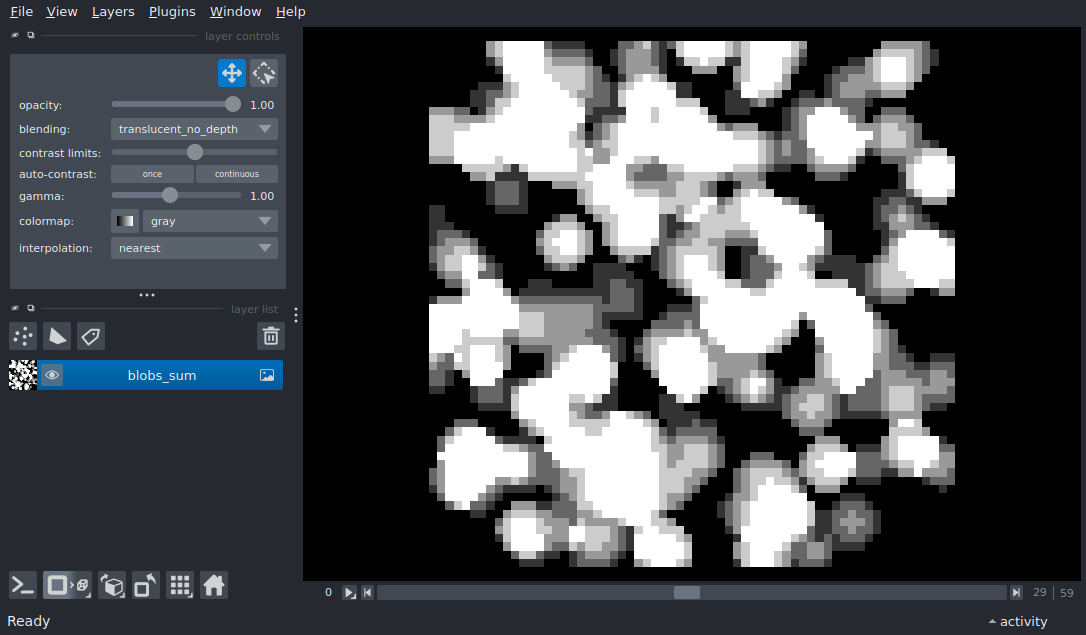 File View Layers Plugins Window Help
layer controls
opacity: 1.00
blending: translucent_no_depth
contrast limits:
auto-contrast: once continuous
gamma: 1.00
colormap: gray
interpolation: nearest
layer list
blobs_sum
0 29 59
Ready activity